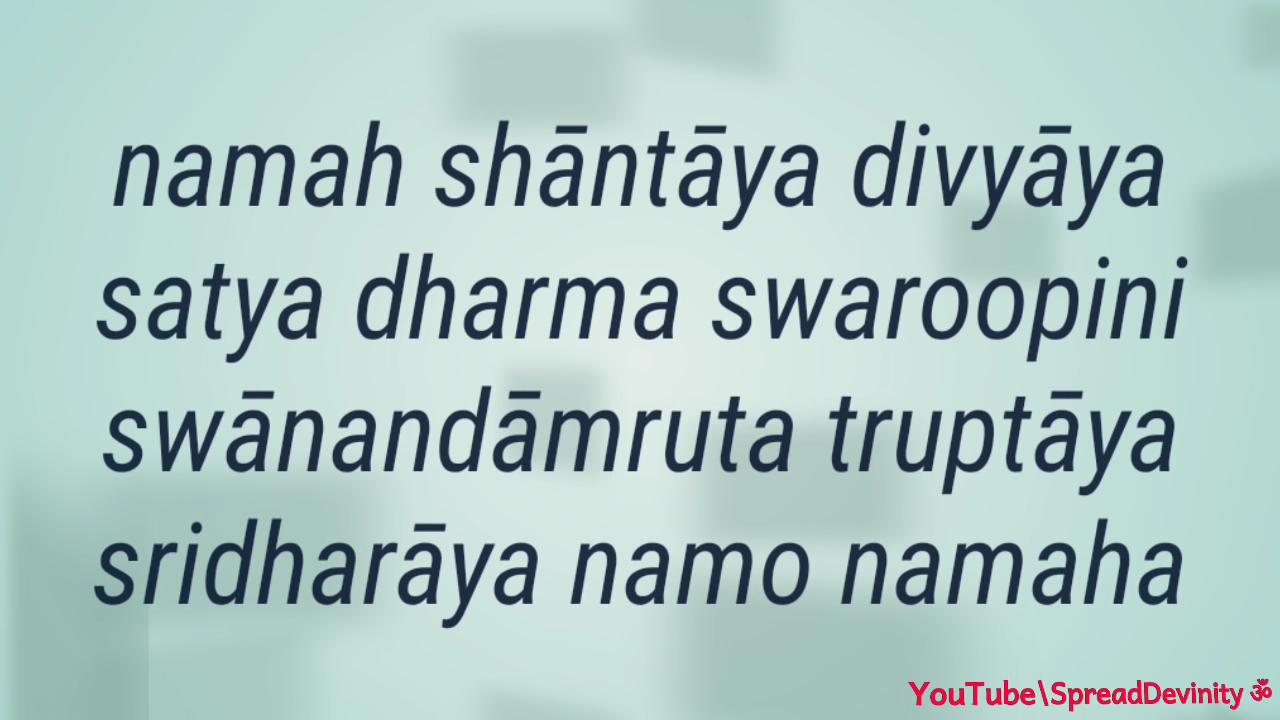 namah shāntāya divyāya
satya dharma swaroopini
swānandāmruta truptāya
sridharāya namo namaha
YouTube\SpreadDevinity ॐ